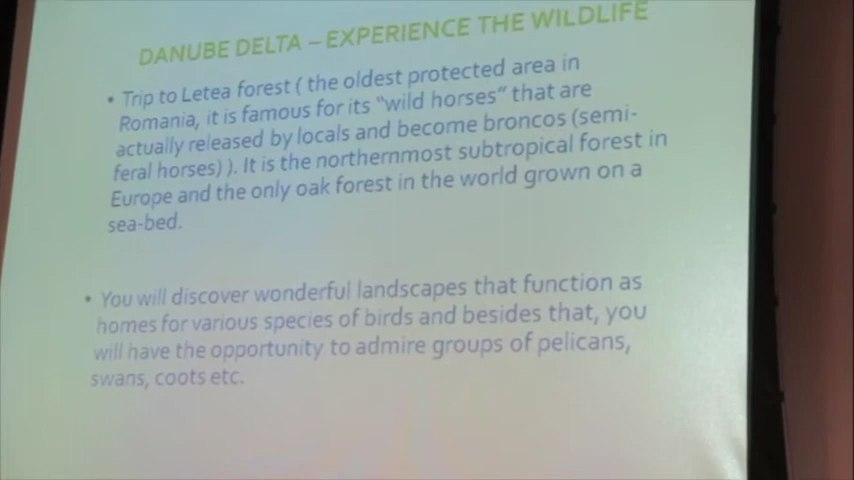 DANUBE DELTA – EXPERIENCE THE WILDLIFE
• Trip to Letea forest ( the oldest protected area in
Romania, it is famous for its "wild horses" that are
actually released by locals and become broncos (semi-
feral horses) ). It is the northernmost subtropical forest in
Europe and the only oak forest in the world grown on a
sea-bed.
• You will discover wonderful landscapes that function as
homes for various species of birds and besides that, you
will have the opportunity to admire groups of pelicans,
swans, coots etc.